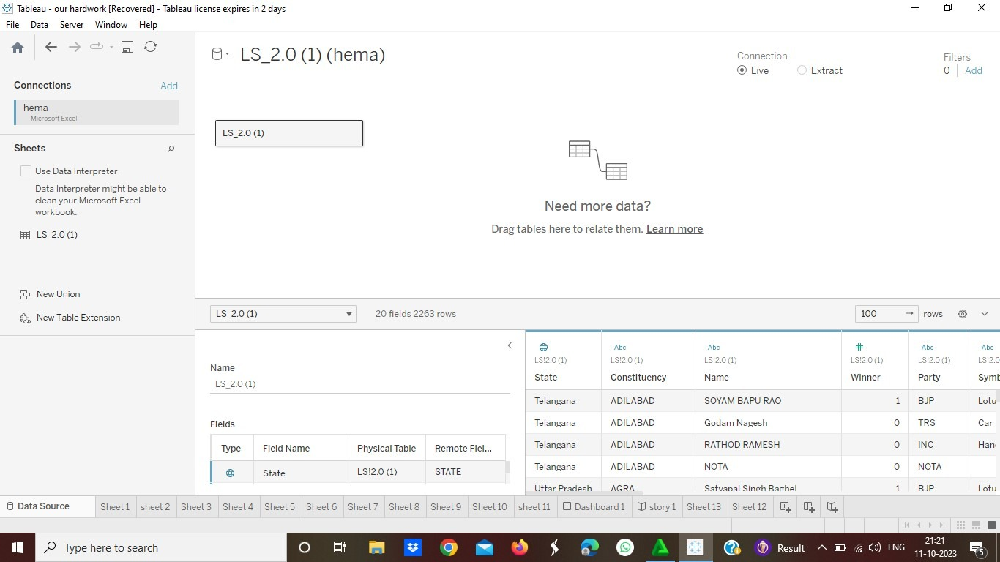 Tableau - our hardwork [Recovered] - Tableau license expires in 2 days
File Data Server Window Help
LS_2.0 (1) (hema)
Connection
Live Extract
Filters
0 Add
Connections Add
hema
Microsoft Excel
Sheets
Use Data Interpreter
Data Interpreter might be able to
clean your Microsoft Excel
workbook.
LS_2.0 (1)
New Union
New Table Extension
LS_2.0 (1)
Need more data?
Drag tables here to relate them. Learn more
LS_2.0 (1) 20 fields 2263 rows 100 rows
Name
LS_2.0 (1)
Fields
Type Field Name Physical Table Remote Fiel...
State LS!2.0 (1) STATE
Abc Abc # Abc Abc
LS!2.0 (1) LS!2.0 (1) LS!2.0 (1) LS!2.0 (1) LS!2.0 (1) LS!2.0
State Constituency Name Winner Party Symb
Telangana ADILABAD SOYAM BAPU RAO 1 BJP Lotu
Telangana ADILABAD Godam Nagesh 0 TRS Car
Telangana ADILABAD RATHOD RAMESH 0 INC Han
Telangana ADILABAD NOTA 0 NOTA
Uttar Pradesh AGRA Satyapal Singh Baghel 1 BJP Lotu
Data Source Sheet 1 sheet 2 Sheet 3 Sheet 4 Sheet 5 Sheet 6 Sheet 7 Sheet 8 Sheet 9 Sheet 10 sheet 11 Dashboard 1 story 1 Sheet 13 Sheet 12
Type here to search
Result
ENG
21:21
11-10-2023
5